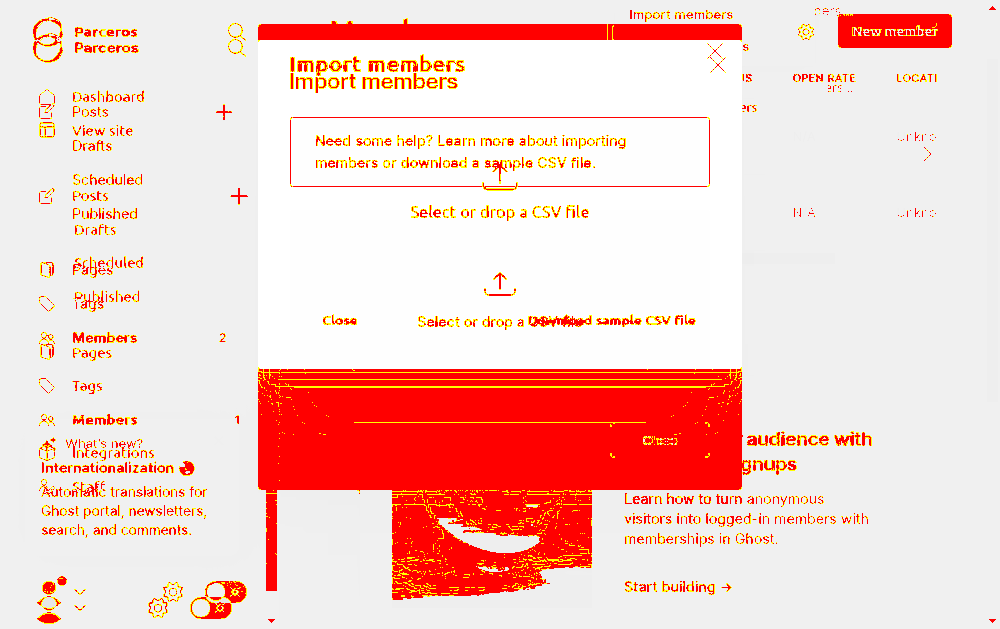 Parceros
Parceros
Dashboard
Posts
View site
Drafts
Scheduled
Posts
Published
Drafts
Scheduled
Pages
Published
Tags
Members 2
Pages
Tags
Members 1
What's new?
Integrations
Internationalization
Staff
Automatic translations for
Ghost portal, newsletters,
search, and comments.
Import members
New member
OPEN RATE
LOCATI
N/A
Import members
Import members
Need some help? Learn more about importing
members or download a sample CSV file.
Select or drop a CSV file
Close
Select or drop a CSV file
Download sample CSV file
audience with
gnups
Learn how to turn anonymous
visitors into logged-in members with
memberships in Ghost.
Start building →